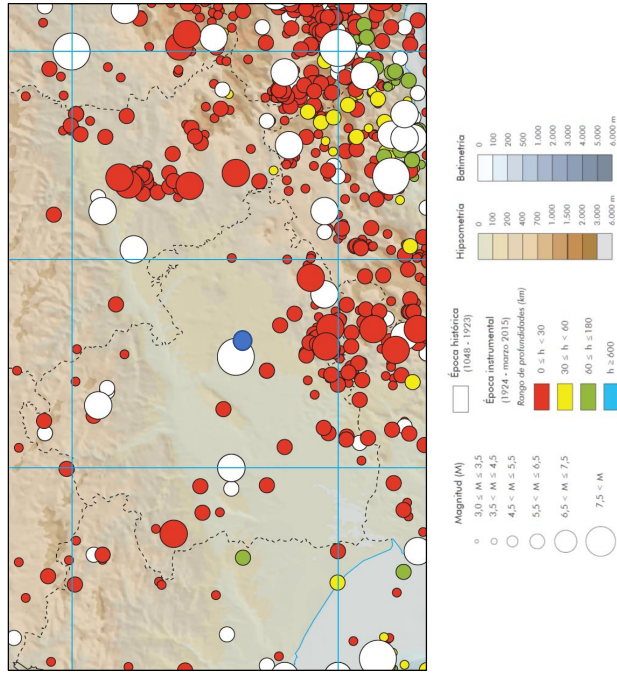 Magnitud (M)
3,0 ≤ M ≤ 3,5
3,5 < M ≤ 4,5
4,5 < M ≤ 5,5
5,5 < M ≤ 6,5
6,5 < M ≤ 7,5
7,5 < M
Época histórica
(1048 - 1923)
Época instrumental
(1924 - marzo 2015)
Rango de profundidades (km)
0 ≤ h < 30
30 ≤ h < 60
60 ≤ h ≤ 180
h ≥ 600
Hipsometría
0
100
200
400
700
1.000
1.500
2.000
3.000
6.000 m
Batimetría
0
100
200
500
1.000
2.000
3.000
4.000
5.000
6.000 m